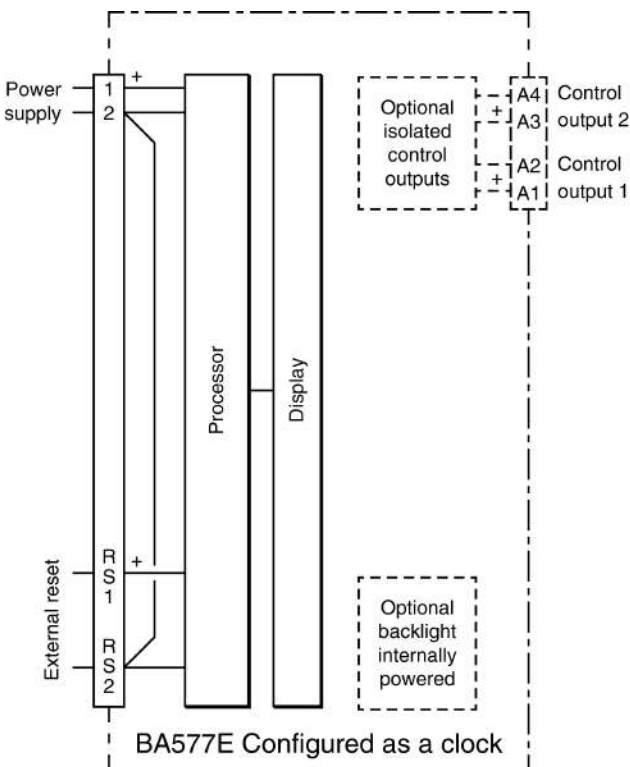 Power
supply
1
+
2
Optional
isolated
control
outputs
A4
+
A3
A2
+
A1
Control
output 2
Control
output 1
Processor
Display
External reset
R
S
1
+
R
S
2
Optional
backlight
internally
powered
BA577E Configured as a clock